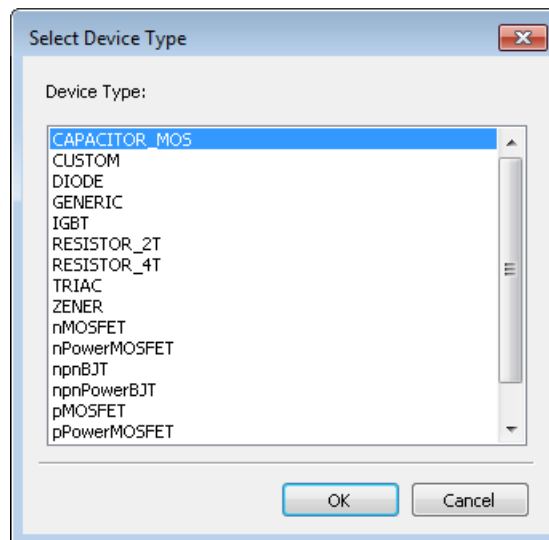 Select Device Type
Device Type:
CAPACITOR_MOS
CUSTOM
DIODE
GENERIC
IGBT
RESISTOR_2T
RESISTOR_4T
TRIAC
ZENER
nMOSFET
nPowerMOSFET
npnBJT
npnPowerBJT
pMOSFET
pPowerMOSFET
OK
Cancel